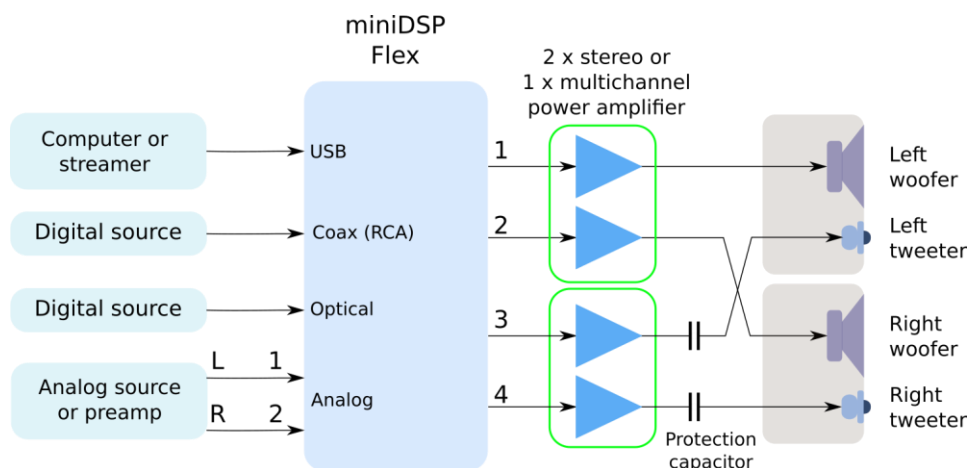 miniDSP
Flex
2 x stereo or
1 x multichannel
power amplifier
Computer or
streamer
USB
1
Left
woofer
Digital source
Coax (RCA)
2
Left
tweeter
Digital source
Optical
3
Right
woofer
L 1
Analog source
or preamp
R 2
Analog
4
Right
tweeter
Protection
capacitor